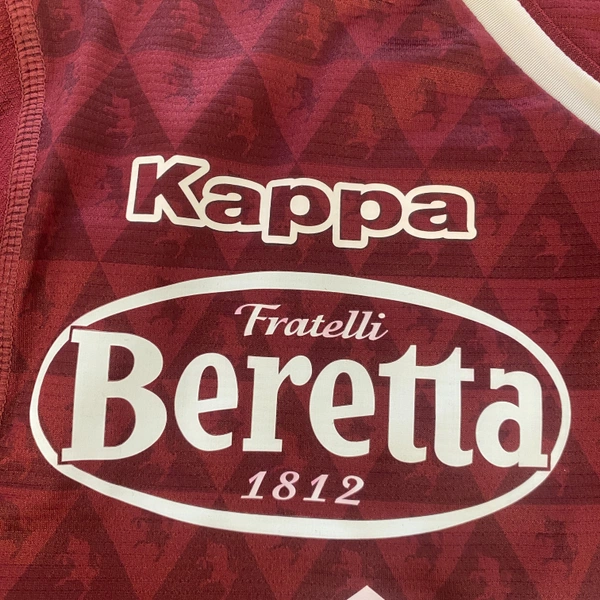 Kappa
Fratelli
Beretta
1812